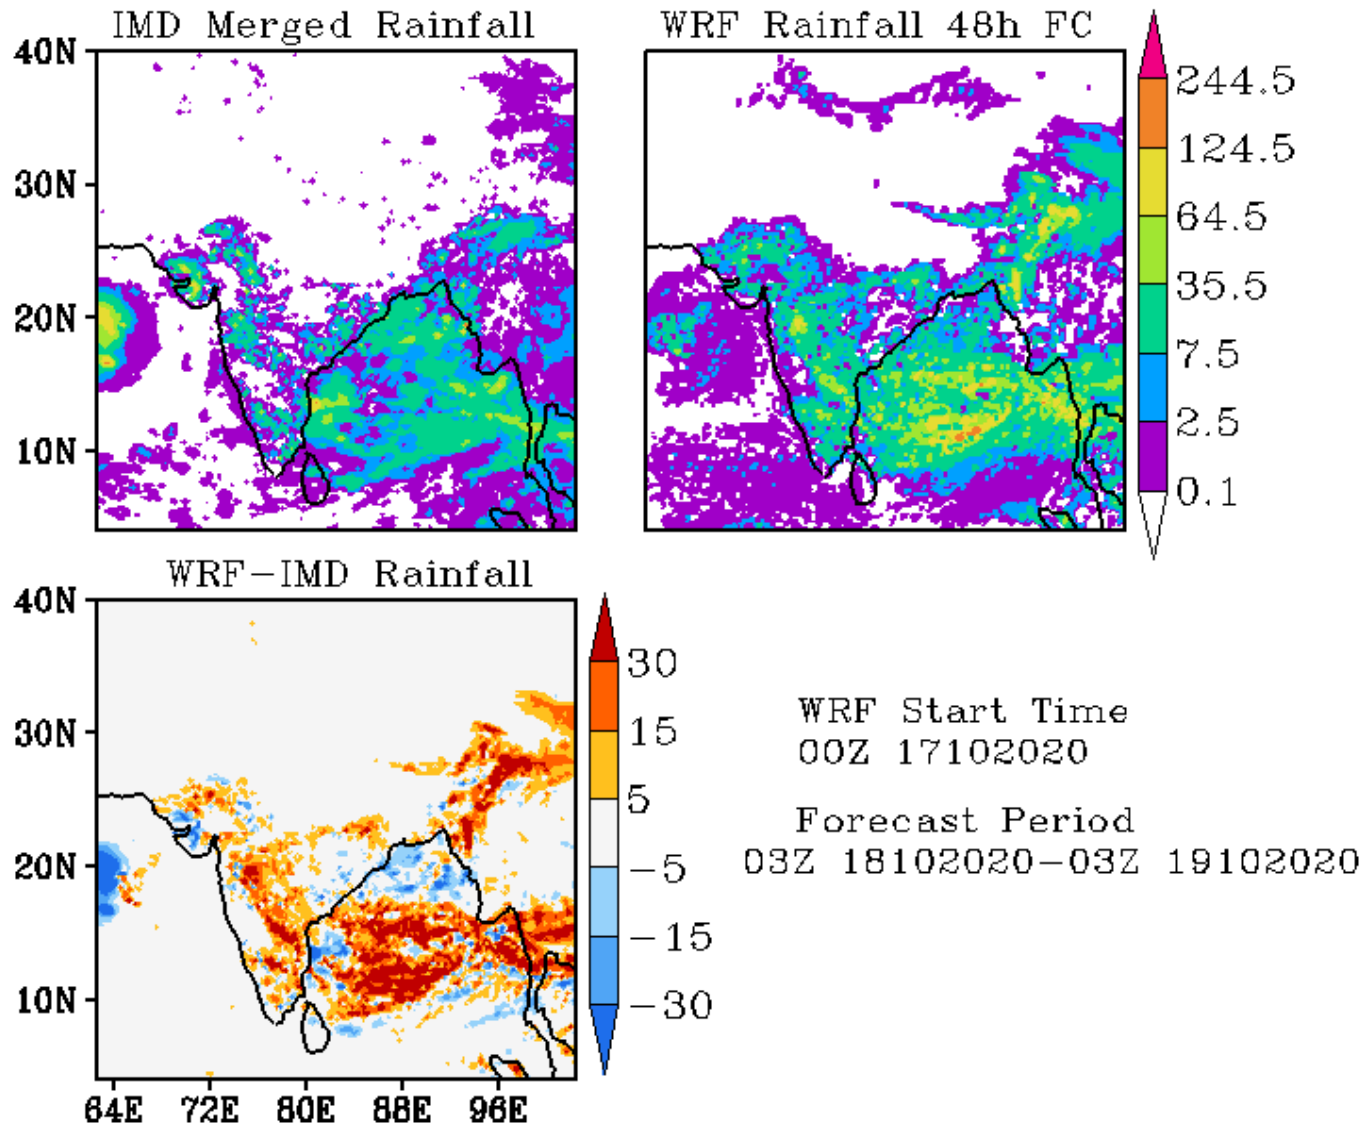 IMD Merged Rainfall
WRF Rainfall 48h FC
40N
30N
20N
10N
244.5
124.5
64.5
35.5
7.5
2.5
0.1
WRF-IMD Rainfall
40N
30N
20N
10N
64E 72E 80E 88E 96E
30
15
5
-5
-15
-30
WRF Start Time
00Z 17102020
Forecast Period
03Z 18102020-03Z 19102020